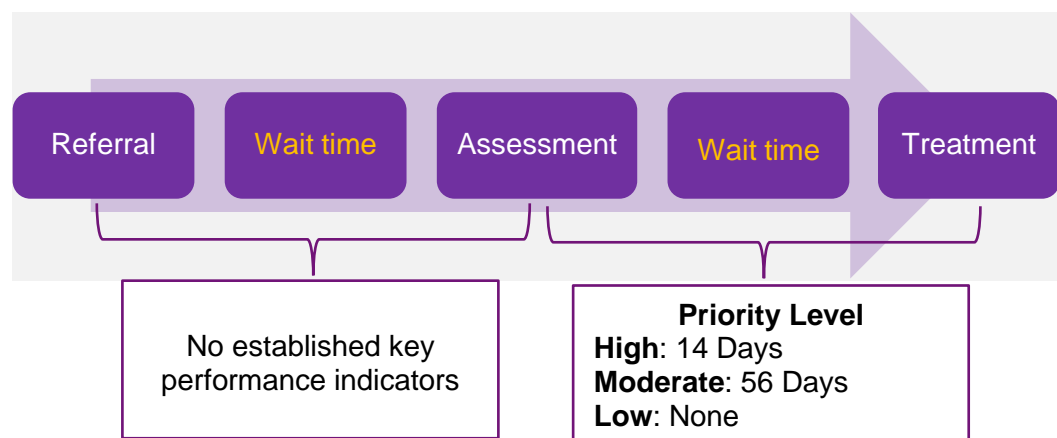 Referral
Wait time
Assessment
Wait time
Treatment
No established key
performance indicators
Priority Level
High: 14 Days
Moderate: 56 Days
Low: None